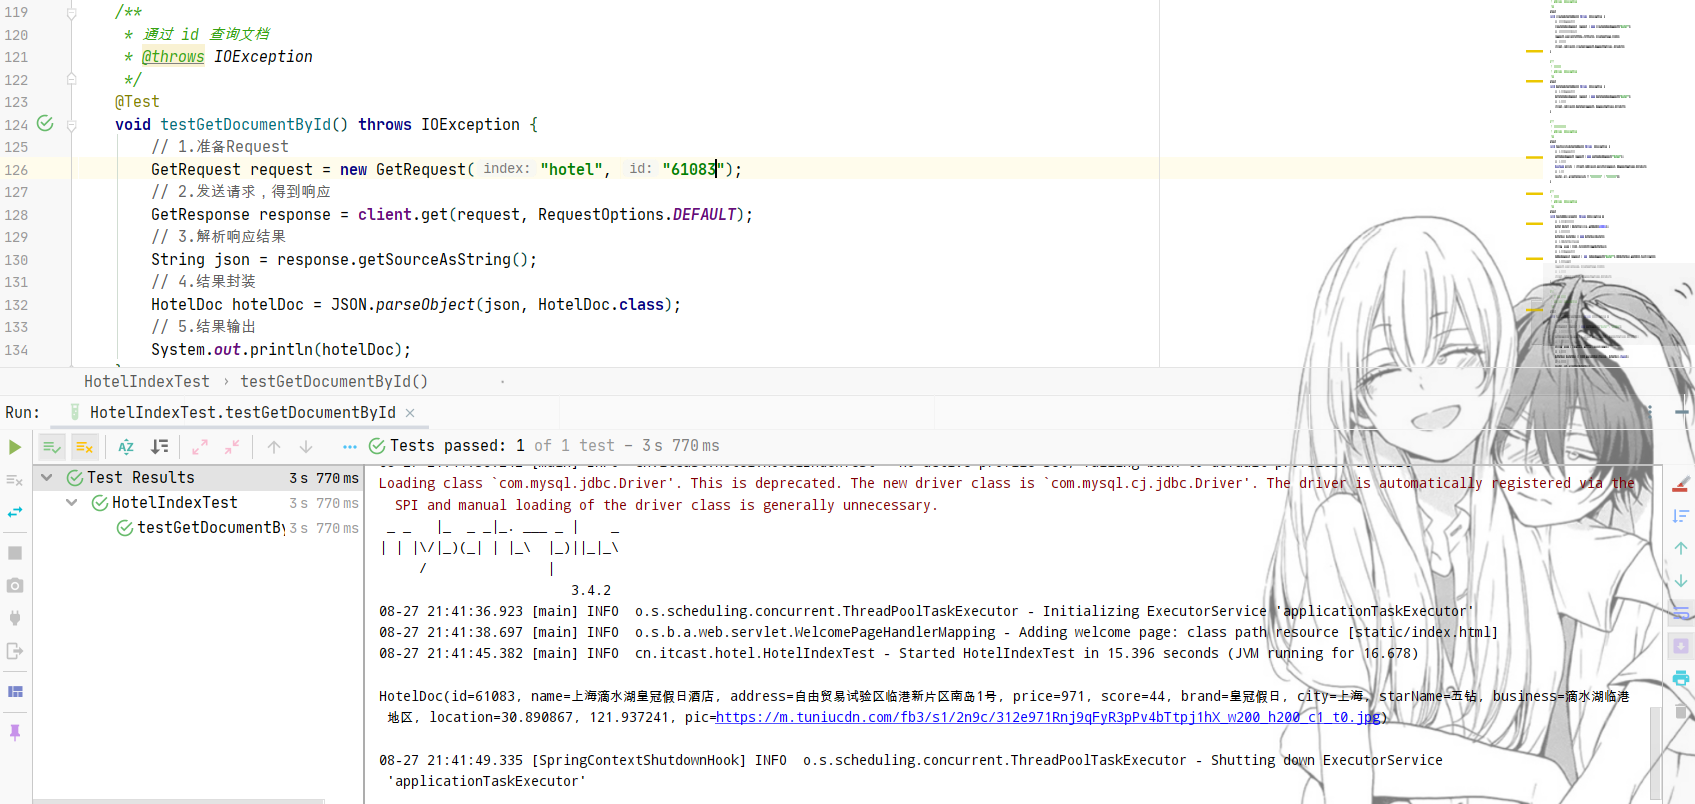 119 /**
120 * 通过 id 查询文档
121 * @throws IOException
122 */
123 @Test
124 void testGetDocumentById() throws IOException {
125 // 1.准备Request
126 GetRequest request = new GetRequest( index: "hotel", id: "61083");
127 // 2.发送请求，得到响应
128 GetResponse response = client.get(request, RequestOptions.DEFAULT);
129 // 3.解析响应结果
130 String json = response.getSourceAsString();
131 // 4.结果封装
132 HotelDoc hotelDoc = JSON.parseObject(json, HotelDoc.class);
133 // 5.结果输出
134 System.out.println(hotelDoc);
HotelIndexTest › testGetDocumentById()
Run: HotelIndexTest.testGetDocumentById ×
Tests passed: 1 of 1 test – 3 s 770 ms
Test Results 3 s 770 ms
HotelIndexTest 3 s 770 ms
testGetDocumentBy 3 s 770 ms
Loading class `com.mysql.jdbc.Driver'. This is deprecated. The new driver class is `com.mysql.cj.jdbc.Driver'. The driver is automatically registered via the
SPI and manual loading of the driver class is generally unnecessary.
_ _   |_  _ _|_. ___ _ |    _
| | |\/|_)(_| | |_\  |_)||_|_\
     /               |
3.4.2
08-27 21:41:36.923 [main] INFO  o.s.scheduling.concurrent.ThreadPoolTaskExecutor - Initializing ExecutorService 'applicationTaskExecutor'
08-27 21:41:38.697 [main] INFO  o.s.b.a.web.servlet.WelcomePageHandlerMapping - Adding welcome page: class path resource [static/index.html]
08-27 21:41:45.382 [main] INFO  cn.itcast.hotel.HotelIndexTest - Started HotelIndexTest in 15.396 seconds (JVM running for 16.678)
HotelDoc(id=61083, name=上海滴水湖皇冠假日酒店, address=自由贸易试验区临港新片区南岛1号, price=971, score=44, brand=皇冠假日, city=上海, starName=五钻, business=滴水湖临港
地区, location=30.890867, 121.937241, pic=https://m.tuniucdn.com/fb3/s1/2n9c/312e971Rnj9qFyR3pPv4bTtpj1hX_w200_h200_c1_t0.jpg)
08-27 21:41:49.335 [SpringContextShutdownHook] INFO  o.s.scheduling.concurrent.ThreadPoolTaskExecutor - Shutting down ExecutorService
'applicationTaskExecutor'